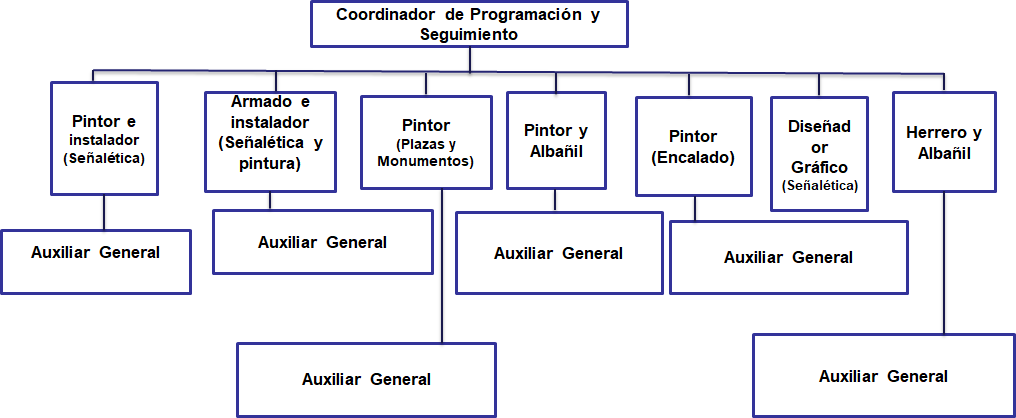 Coordinador de Programación y
Seguimiento
Pintor e
instalador
(Señalética)
Armado e
instalador
(Señalética y
pintura)
Pintor
(Plazas y
Monumentos)
Pintor y
Albañil
Pintor
(Encalado)
Diseñad
or
Gráfico
(Señalética)
Herrero y
Albañil
Auxiliar General
Auxiliar General
Auxiliar General
Auxiliar General
Auxiliar General
Auxiliar General